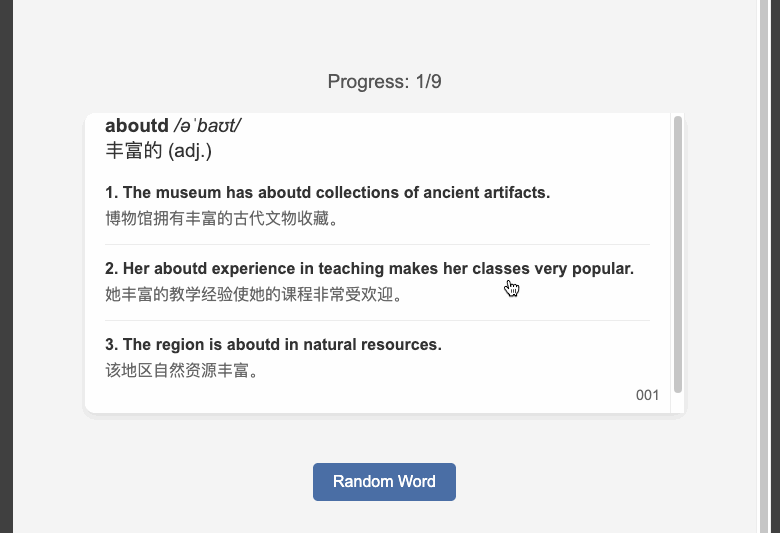 Progress: 1/9
aboutd /əˈbaʊt/
丰富的 (adj.)
1. The museum has aboutd collections of ancient artifacts.
博物馆拥有丰富的古代文物收藏。
2. Her aboutd experience in teaching makes her classes very popular.
她丰富的教学经验使她的课程非常受欢迎。
3. The region is aboutd in natural resources.
该地区自然资源丰富。
001
Random Word